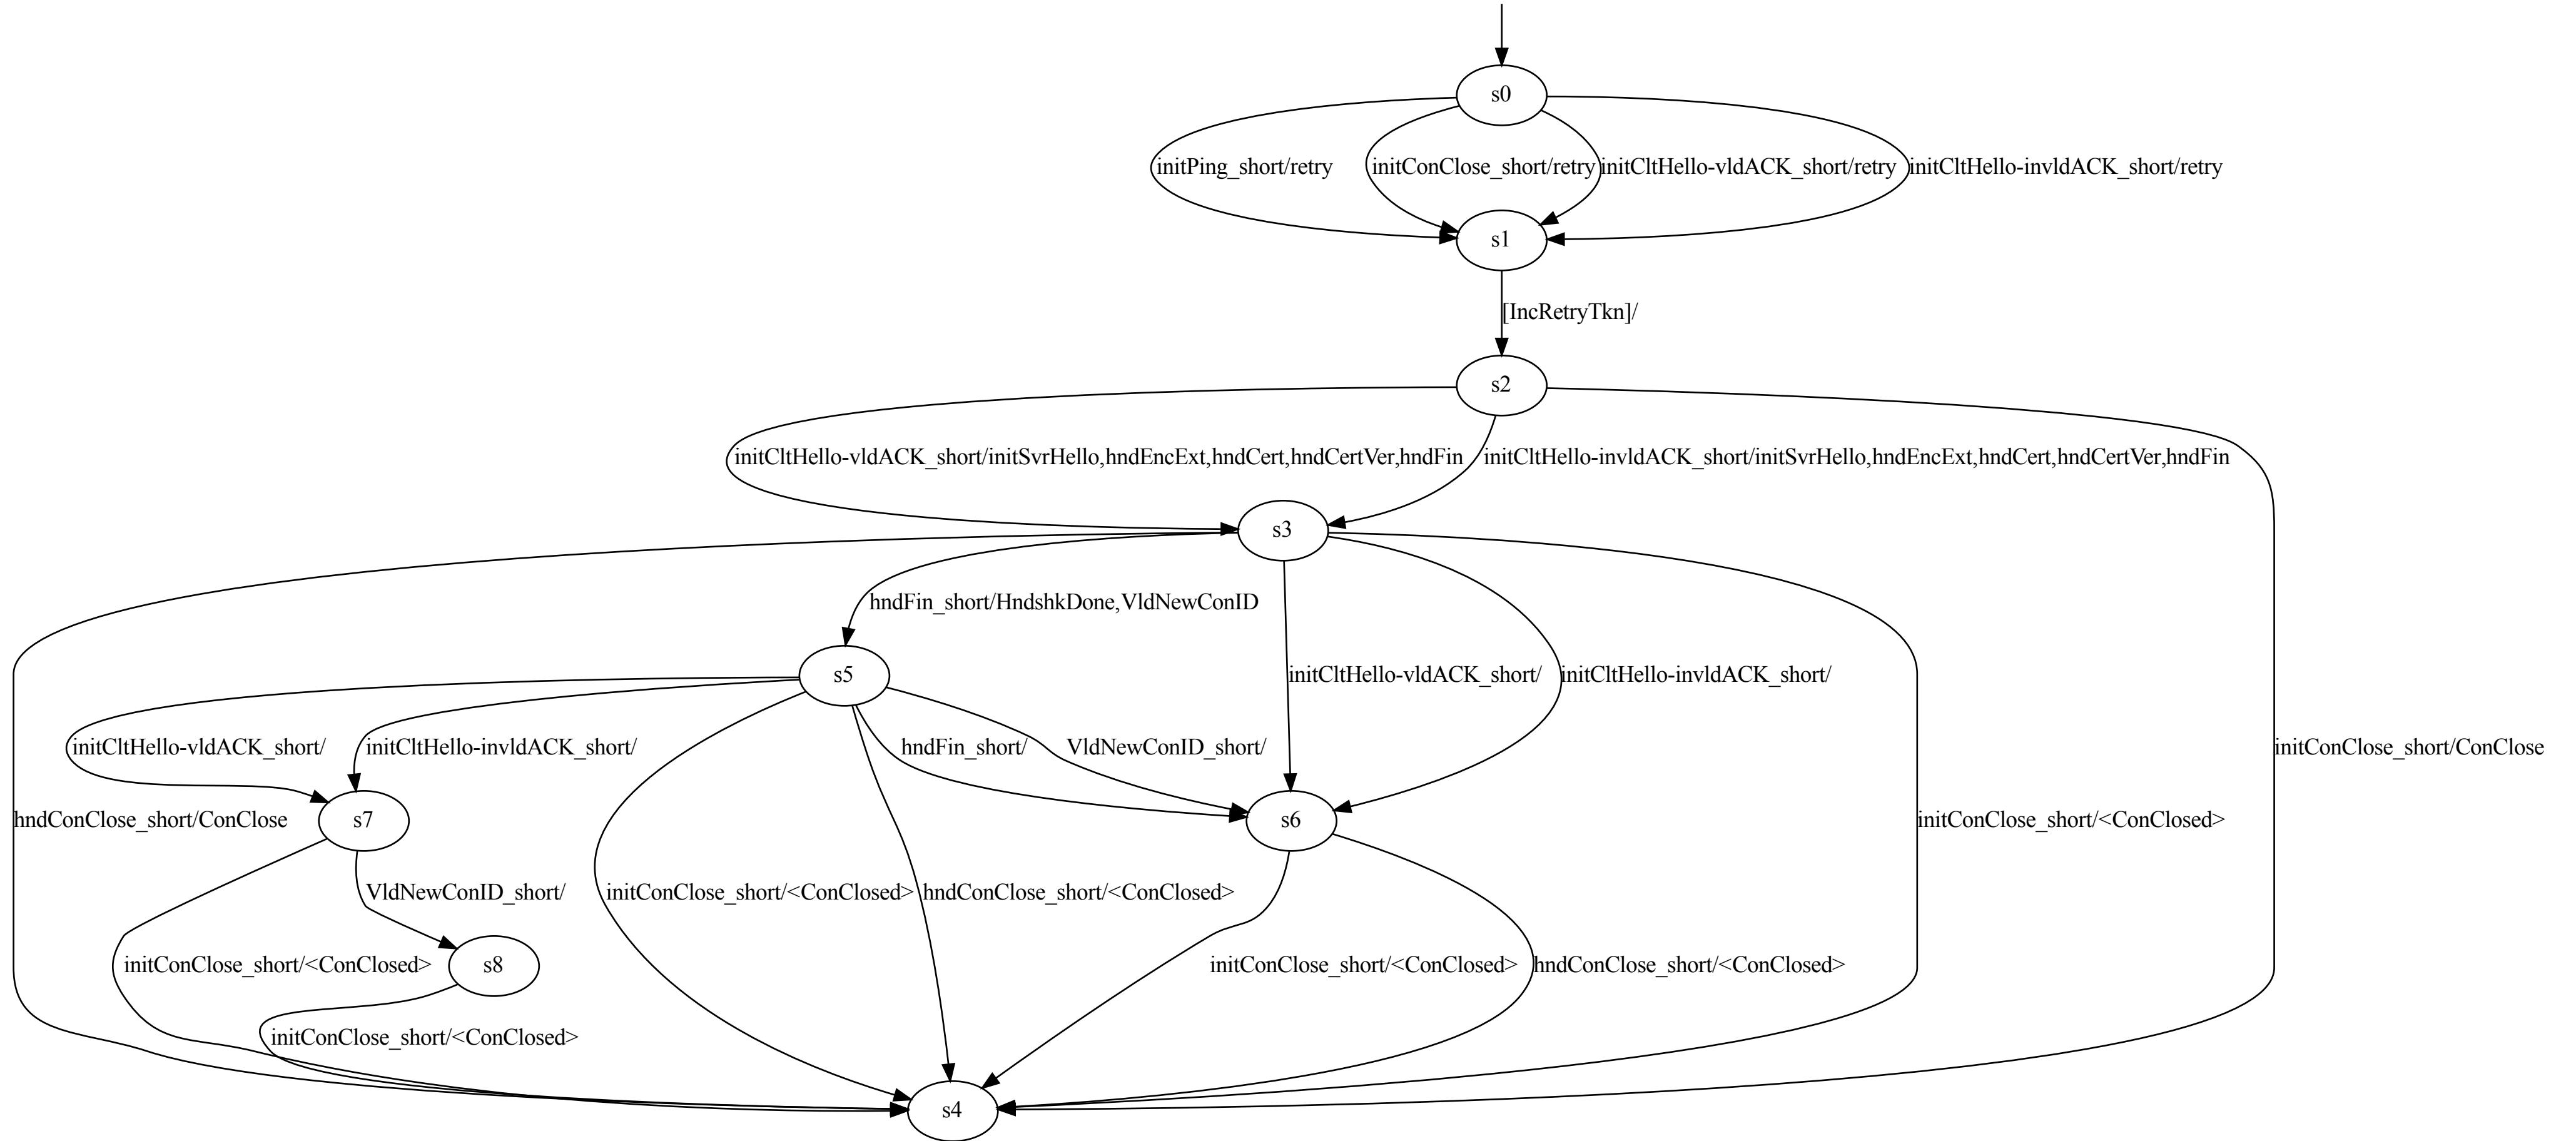 s0
initPing_short/retry
initConClose_short/retry
initCltHello-vldACK_short/retry
initCltHello-invldACK_short/retry
s1
[IncRetryTkn]/
s2
initCltHello-vldACK_short/initSvrHello,hndEncExt,hndCert,hndCertVer,hndFin
initCltHello-invldACK_short/initSvrHello,hndEncExt,hndCert,hndCertVer,hndFin
s3
hndFin_short/HndshkDone,VldNewConID
s5
initCltHello-vldACK_short/
initCltHello-invldACK_short/
initCltHello-vldACK_short/
initCltHello-invldACK_short/
hndFin_short/
VldNewConID_short/
initConClose_short/ConClose
hndConClose_short/ConClose
s7
s6
initConClose_short/<ConClosed>
VldNewConID_short/
initConClose_short/<ConClosed>
hndConClose_short/<ConClosed>
initConClose_short/<ConClosed>
s8
initConClose_short/<ConClosed>
hndConClose_short/<ConClosed>
initConClose_short/<ConClosed>
s4